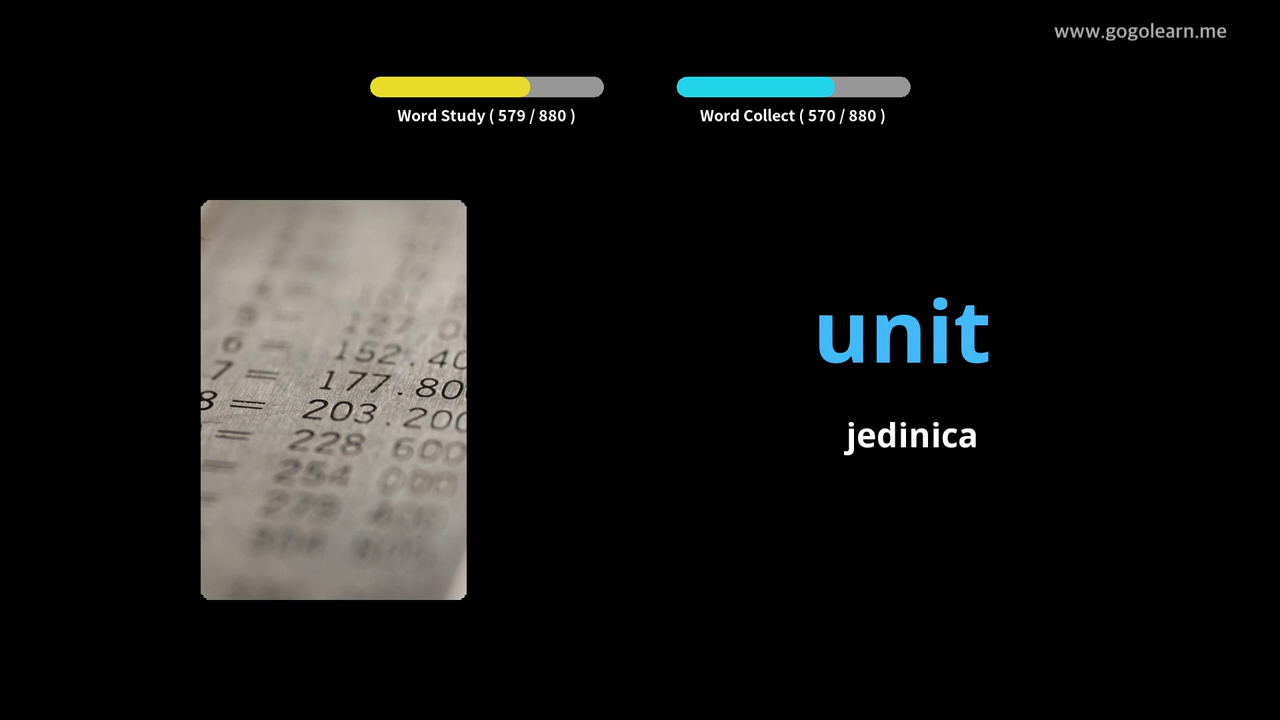 www.gogolearn.me
Word Study ( 579 / 880 )
Word Collect ( 570 / 880 )
6 = 152.40
7 = 177.80
8 = 203.200
= 228.600
= 254 000
unit
jedinica